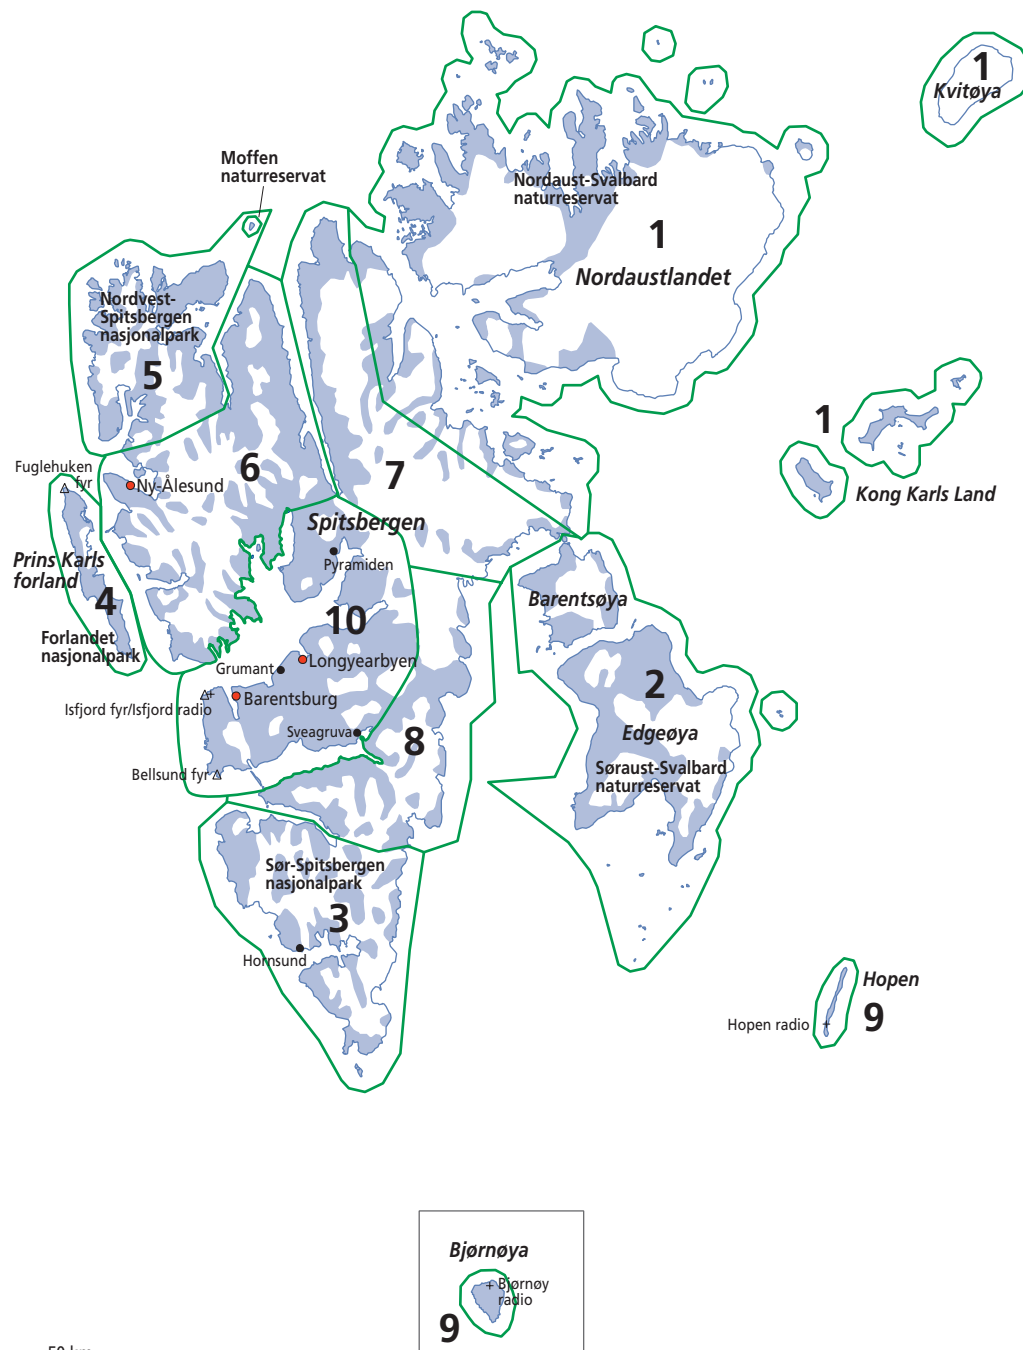 1
Kvitøya
Moffen
naturreservat
Nordaust-Svalbard
naturreservat
1
Nordaustlandet
Nordvest-
Spitsbergen
nasjonalpark
5
1
Kong Karls Land
Fuglehuken
fyr
6
7
Ny-Ålesund
Spitsbergen
Prins Karls
forland
Pyramiden
4
Barentsøya
10
Forlandet
nasjonalpark
Longyearbyen
Grumant
2
Isfjord fyr/Isfjord radio
Barentsburg
Sveagruva
8
Edgeøya
Bellsund fyr
Søraust-Svalbard
naturreservat
Sør-Spitsbergen
nasjonalpark
3
Hornsund
Hopen
9
Hopen radio
Bjørnøya
Bjørnøy
radio
9